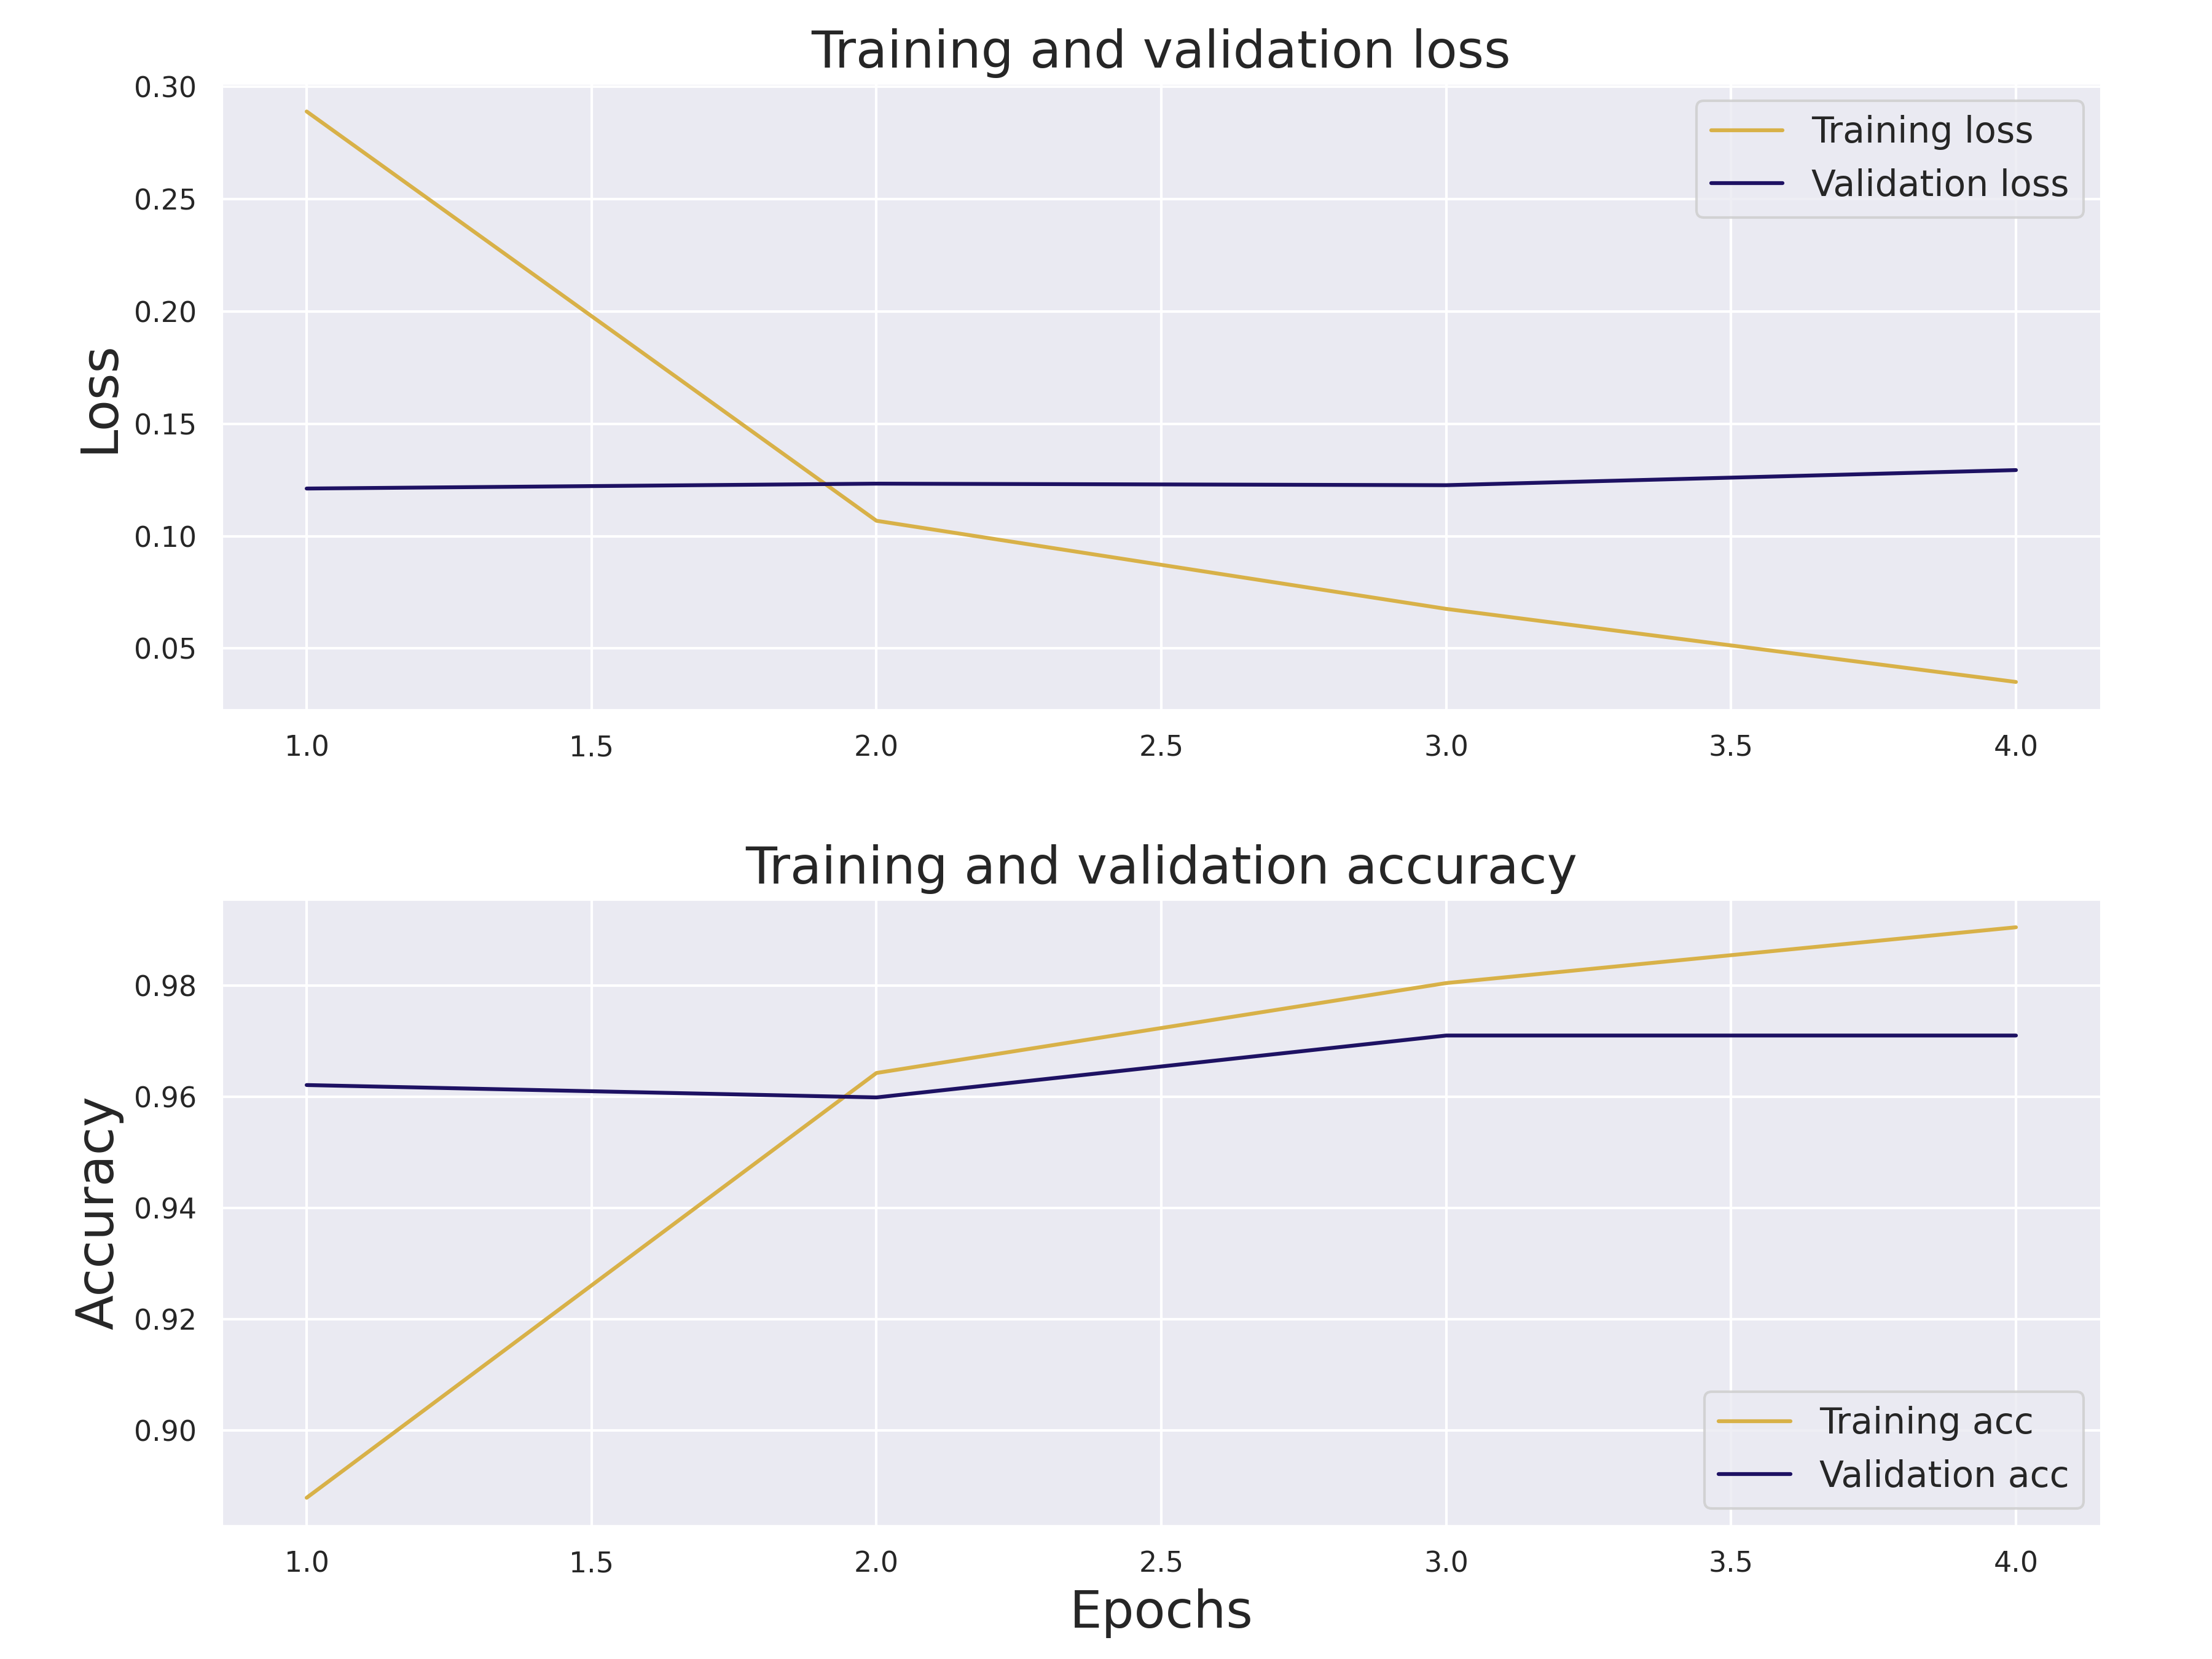 Training and validation loss
0.30
0.25
0.20
0.15
0.10
0.05
Loss
Training loss
Validation loss
1.0 1.5 2.0 2.5 3.0 3.5 4.0
Training and validation accuracy
0.98
0.96
0.94
0.92
0.90
Accuracy
Training acc
Validation acc
1.0 1.5 2.0 2.5 3.0 3.5 4.0
Epochs